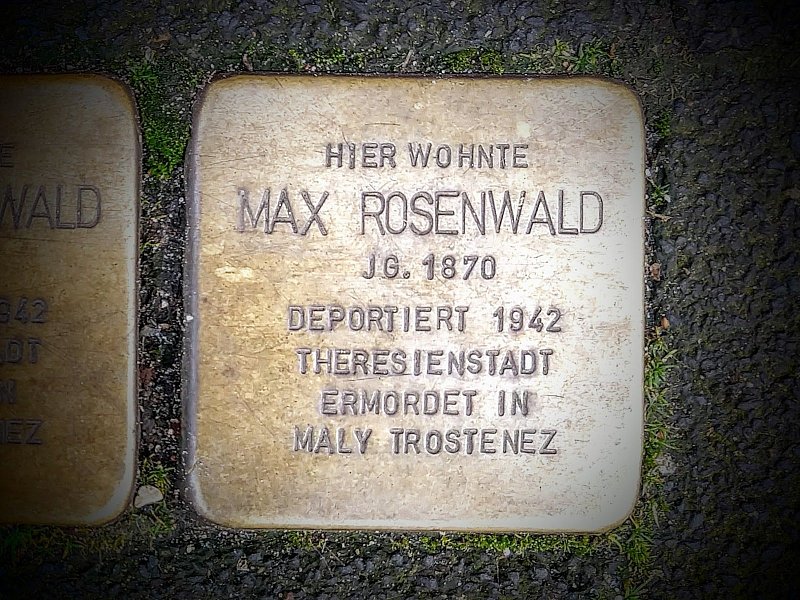 HIER WOHNTE
MAX ROSENWALD
JG. 1870
DEPORTIERT 1942
THERESIENSTADT
ERMORDET IN
MALY TROSTENEZ